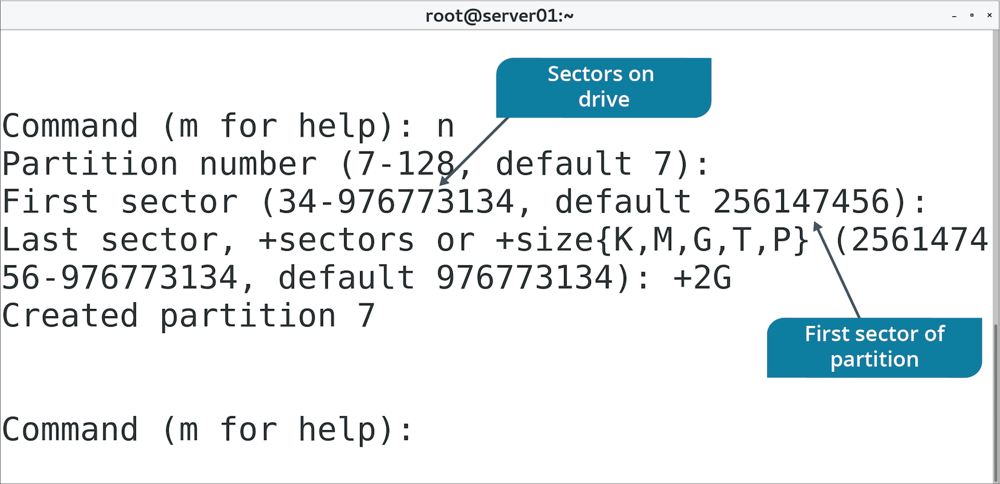 root@server01:~
Sectors on
drive
Command (m for help): n
Partition number (7-128, default 7):
First sector (34-976773134, default 256147456):
Last sector, +sectors or +size{K,M,G,T,P} (2561474
56-976773134, default 976773134): +2G
Created partition 7
First sector of
partition
Command (m for help):